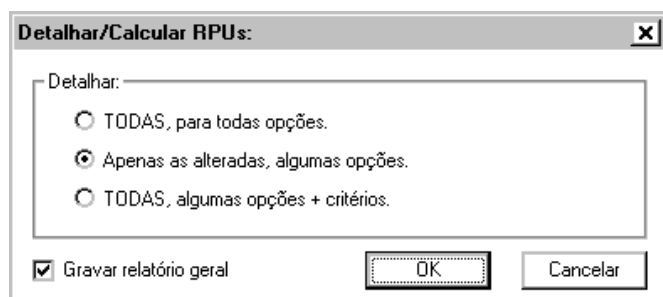 Detalhar/Calcular RPUs:
Detalhar:
TODAS, para todas opções.
Apenas as alteradas, algumas opções.
TODAS, algumas opções + critérios.
Gravar relatório geral
OK
Cancelar